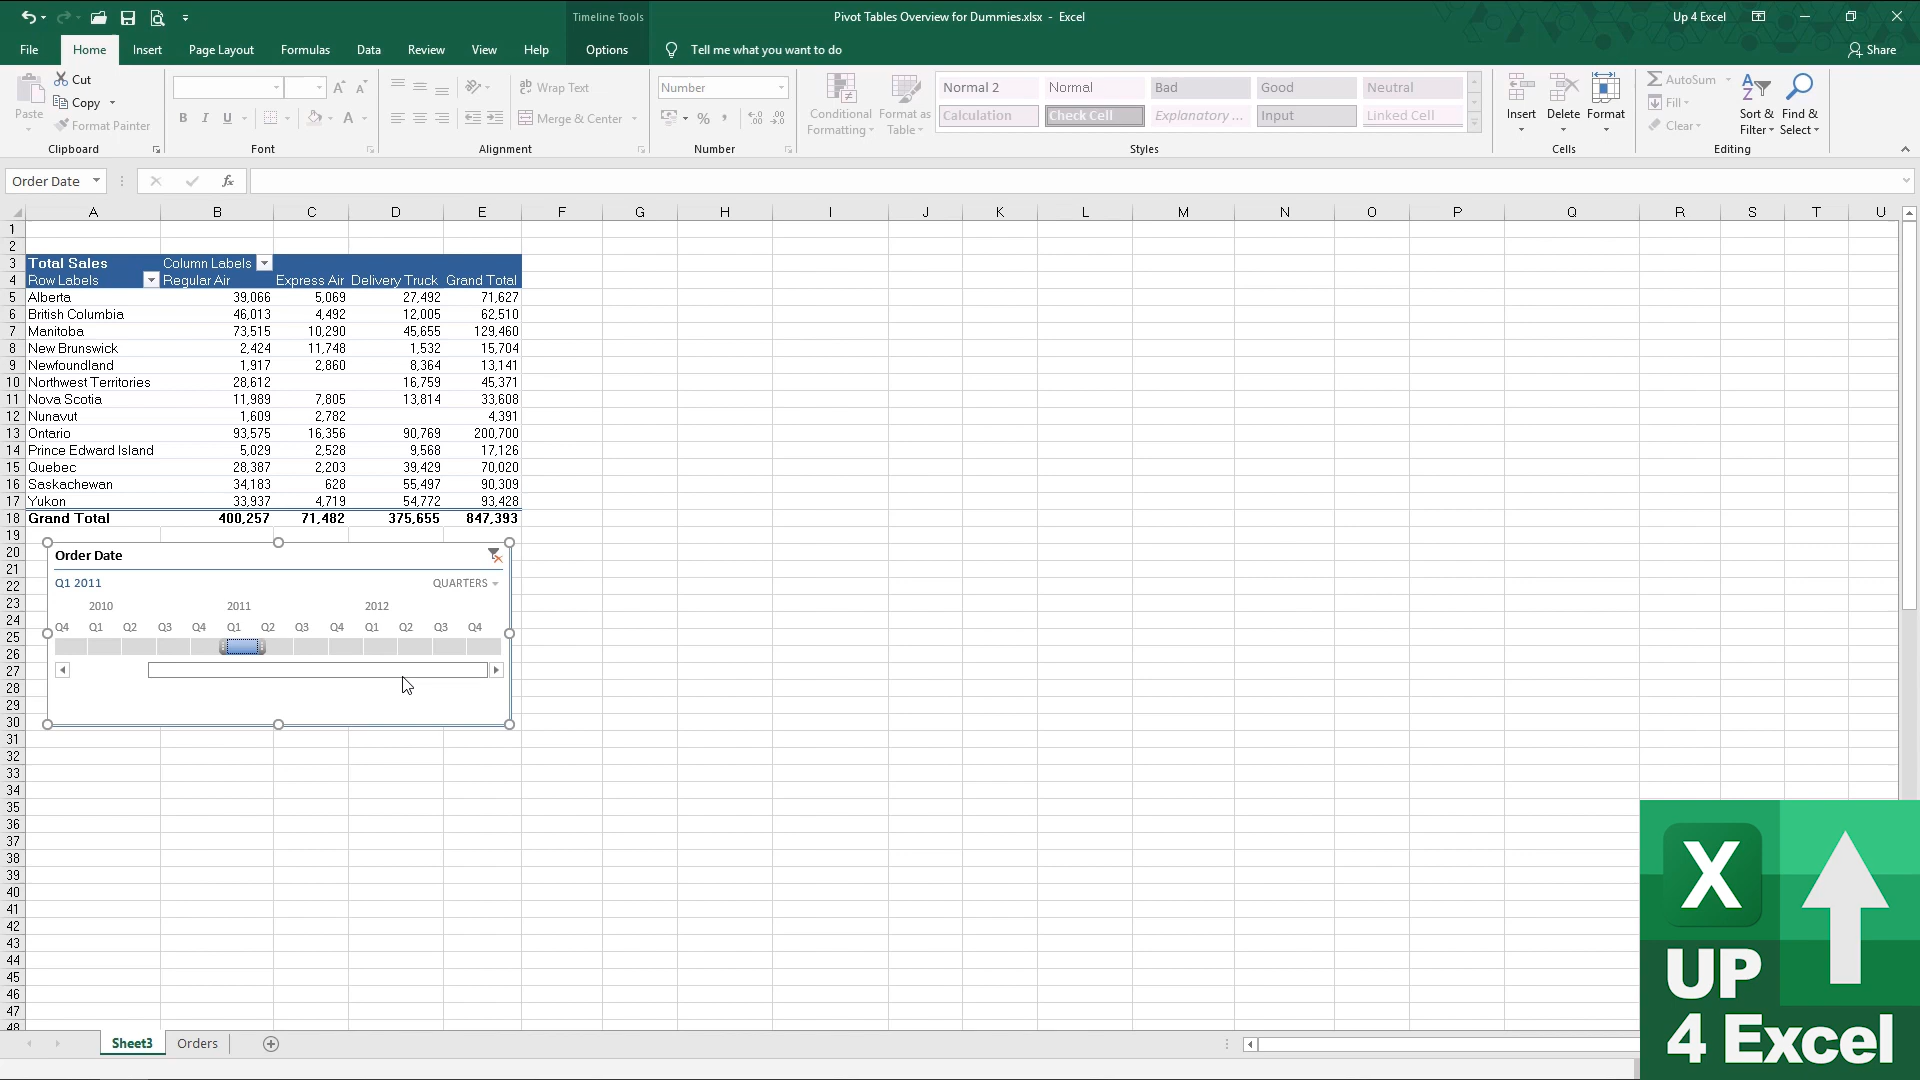 Timeline Tools
Pivot Tables Overview for Dummies.xlsx - Excel
Up 4 Excel
File Home Insert Page Layout Formulas Data Review View Help Options Tell me what you want to do Share
Paste
Cut
Copy
Format Painter
Clipboard
B I U
Font
Wrap Text
Merge & Center
Alignment
Number
%
Number
Conditional Formatting
Format as Table
Normal 2 Normal Bad Good Neutral
Calculation Check Cell Explanatory ... Input Linked Cell
Styles
Insert Delete Format
Cells
AutoSum
Fill
Clear
Sort & Filter
Find & Select
Editing
Order Date fx
A B C D E F G H I J K L M N O P Q R S T U
1
2
3 Total Sales Column Labels
4 Row Labels Regular Air Express Air Delivery Truck Grand Total
5 Alberta 39,066 5,069 27,492 71,627
6 British Columbia 46,013 4,492 12,005 62,510
7 Manitoba 73,515 10,290 45,655 129,460
8 New Brunswick 2,424 11,748 1,532 15,704
9 Newfoundland 1,917 2,860 8,364 13,141
10 Northwest Territories 28,612 16,759 45,371
11 Nova Scotia 11,989 7,805 13,814 33,608
12 Nunavut 1,609 2,782 4,391
13 Ontario 93,575 16,356 90,769 200,700
14 Prince Edward Island 5,029 2,528 9,568 17,126
15 Quebec 28,387 2,203 39,429 70,020
16 Saskachewan 34,183 628 55,497 90,309
17 Yukon 33,937 4,719 54,772 93,428
18 Grand Total 400,257 71,482 375,655 847,393
19
20 Order Date
21
22 Q1 2011 QUARTERS
23 2010 2011 2012
24 Q4 Q1 Q2 Q3 Q4 Q1 Q2 Q3 Q4 Q1 Q2 Q3 Q4
25
26
27
28
29
30
31
32
33
34
35
36
37
38
39
40
41
42
43
44
45
46
47
48
Sheet3 Orders
X
UP
4 Excel